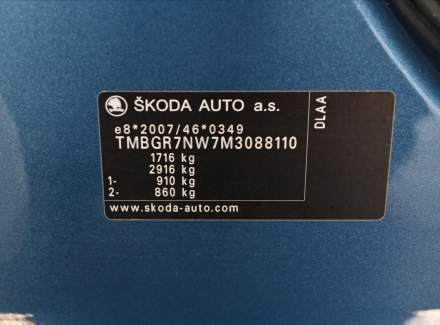 ŠKODA AUTO a.s.
e8*2007/46*0349
TMBGR7NW7M3088110
1716 kg
2916 kg
1- 910 kg
2- 860 kg
www.skoda-auto.com
DLAA